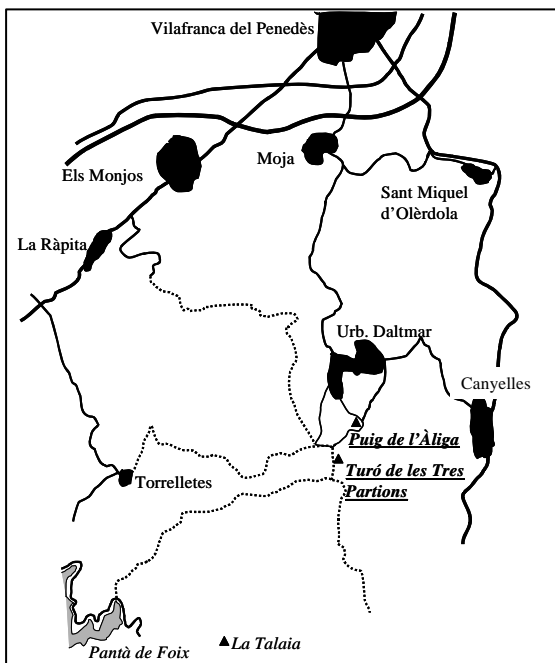 Vilafranca del Penedès
Moja
Els Monjos
Sant Miquel
d'Olèrdola
La Ràpita
Urb. Daltmar
Canyelles
Puig de l'Àliga
Turó de les Tres
Partions
Torrelletes
La Talaia
Pantà de Foix